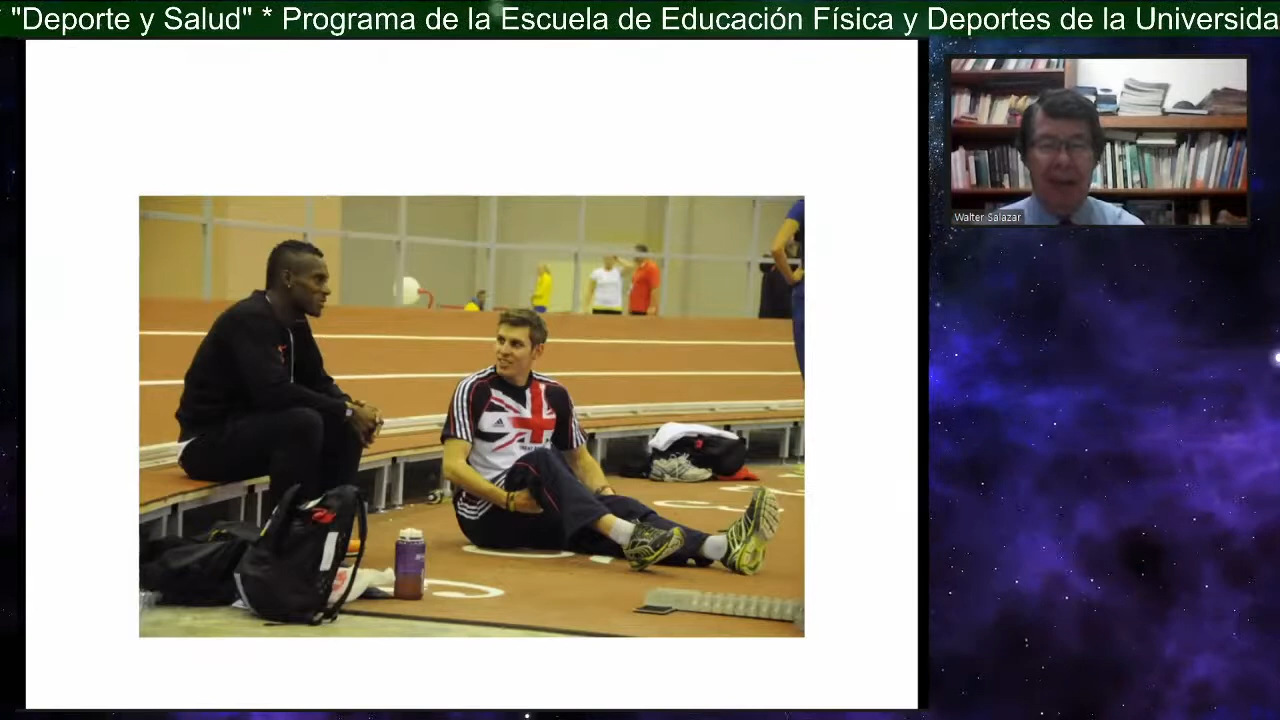 "Deporte y Salud" * Programa de la Escuela de Educación Física y Deportes de la Universida
Walter Salazar